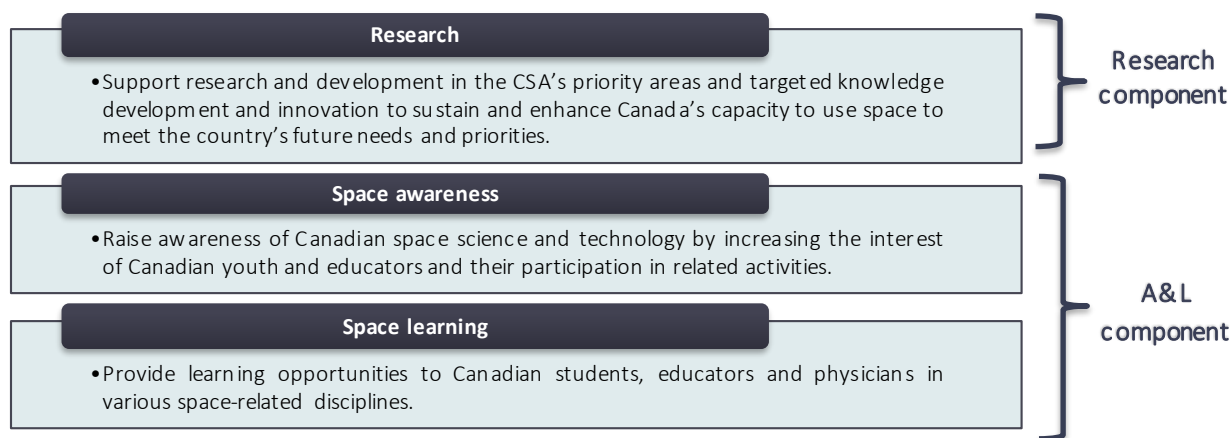 Research
•Support research and development in the CSA's priority areas and targeted knowledge
development and innovation to sustain and enhance Canada's capacity to use space to
meet the country's future needs and priorities.
Research
component
Space awareness
•Raise awareness of Canadian space science and technology by increasing the interest
of Canadian youth and educators and their participation in related activities.
Space learning
•Provide learning opportunities to Canadian students, educators and physicians in
various space-related disciplines.
A&L
component